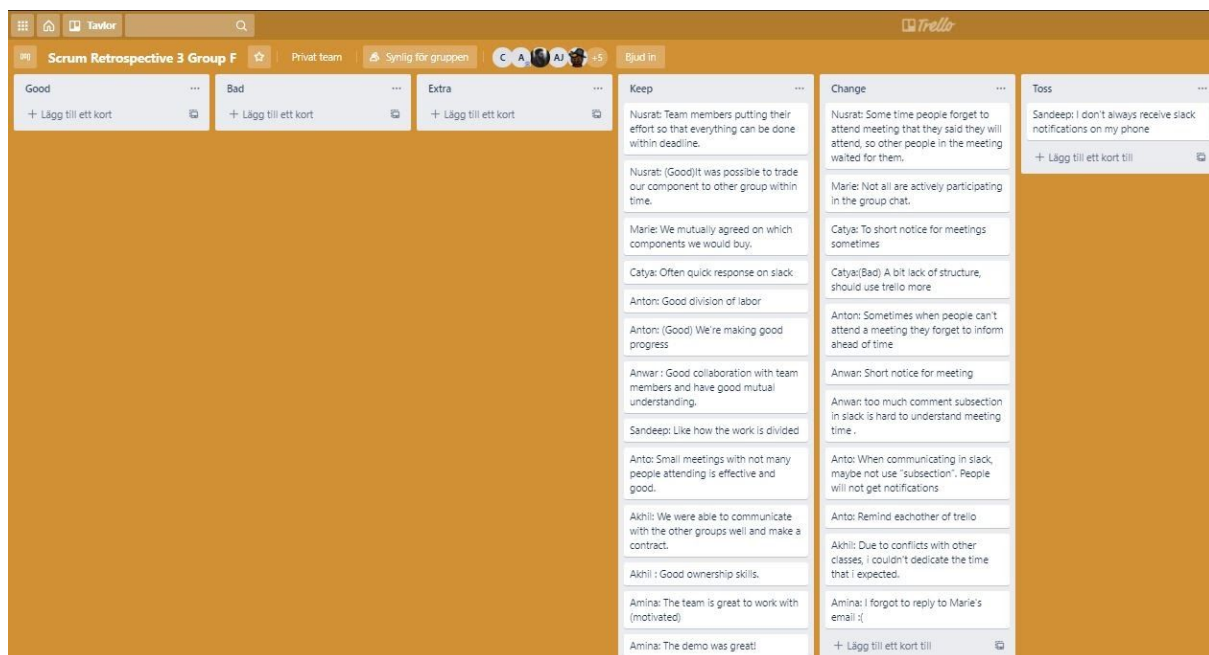 Tavlor
Trello
Scrum Retrospective 3 Group F
Privat team
Synlig för gruppen
C
A
AJ
+5
Bjud in
Good
+ Lägg till ett kort
Bad
+ Lägg till ett kort
Extra
+ Lägg till ett kort
Keep
Nusrat: Team members putting their
effort so that everything can be done
within deadline.
Nusrat: (Good)It was possible to trade
our component to other group within
time.
Marie: We mutually agreed on which
components we would buy.
Catya: Often quick response on slack
Anton: Good division of labor
Anton: (Good) We're making good
progress
Anwar : Good collaboration with team
members and have good mutual
understanding.
Sandeep: Like how the work is divided
Anto: Small meetings with not many
people attending is effective and
good.
Akhil: We were able to communicate
with the other groups well and make a
contract.
Akhil : Good ownership skills.
Amina: The team is great to work with
(motivated)
Amina: The demo was great!
Change
Nusrat: Some time people forget to
attend meeting that they said they will
attend, so other people in the meeting
waited for them.
Marie: Not all are actively participating
in the group chat.
Catya: To short notice for meetings
sometimes
Catya:(Bad) A bit lack of structure,
should use trello more
Anton: Sometimes when people can't
attend a meeting they forget to inform
ahead of time
Anwar: Short notice for meeting
Anwar: too much comment subsection
in slack is hard to understand meeting
time .
Anto: When communicating in slack,
maybe not use "subsection". People
will not get notifications
Anto: Remind eachother of trello
Akhil: Due to conflicts with other
classes, i couldn't dedicate the time
that i expected.
Amina: I forgot to reply to Marie's
email :(
+ Lägg till ett kort till
Toss
Sandeep: I don't always receive slack
notifications on my phone
+ Lägg till ett kort till